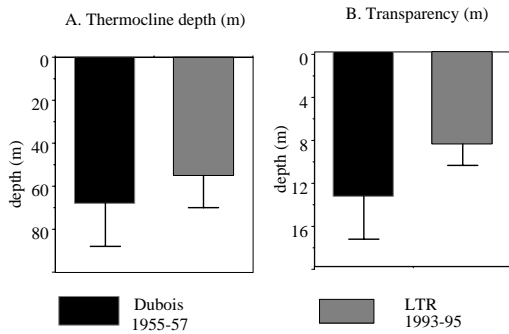 A. Thermocline depth (m)
B. Transparency (m)
depth (m)
0
20
40
60
80
depth (m)
0
4
8
12
16
Dubois
1955-57
LTR
1993-95